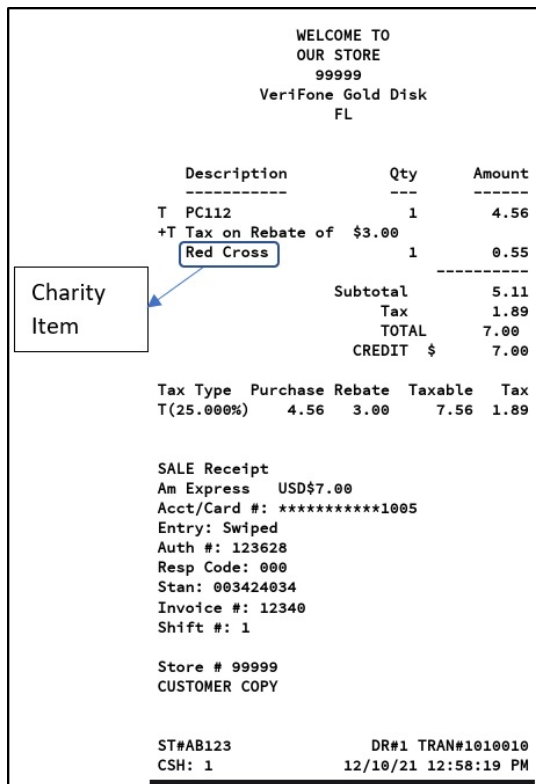 WELCOME TO
OUR STORE
99999
VeriFone Gold Disk
FL
Description Qty Amount
----------- --- ------
T PC112 1 4.56
+T Tax on Rebate of $3.00
Red Cross 1 0.55
----------
Charity
Item
Subtotal 5.11
Tax 1.89
TOTAL 7.00
CREDIT $ 7.00
Tax Type Purchase Rebate Taxable Tax
T(25.000%) 4.56 3.00 7.56 1.89
SALE Receipt
Am Express USD$7.00
Acct/Card #: ***********1005
Entry: Swiped
Auth #: 123628
Resp Code: 000
Stan: 003424034
Invoice #: 12340
Shift #: 1
Store # 99999
CUSTOMER COPY
ST#AB123 DR#1 TRAN#1010010
CSH: 1 12/10/21 12:58:19 PM